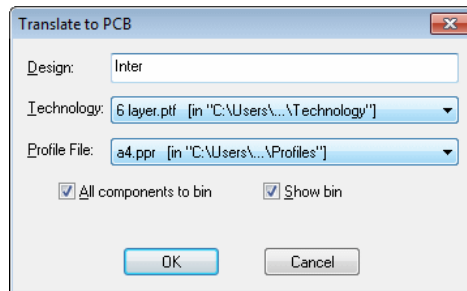 Translate to PCB
Design: Inter
Technology: 6 layer.ptf [in "C:\Users\...\Technology"]
Profile File: a4.ppr [in "C:\Users\...\Profiles"]
All components to bin Show bin
OK Cancel